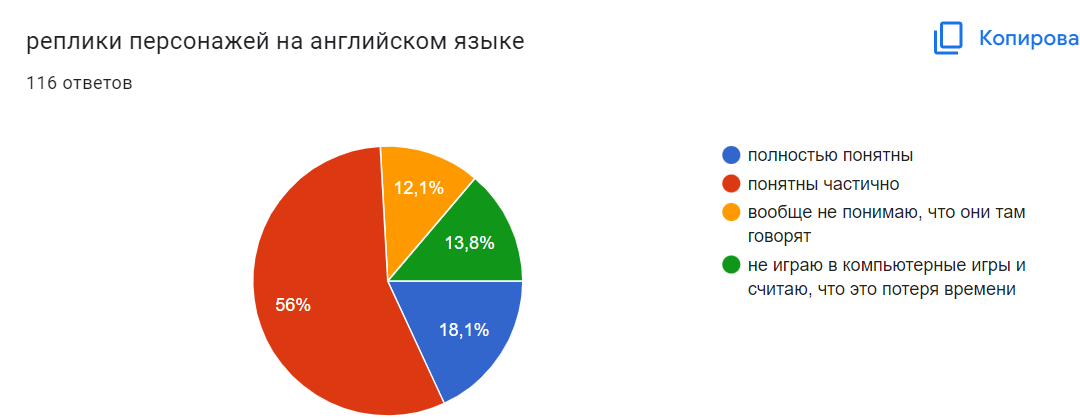 реплики персонажей на английском языке
Копирова
116 ответов
12,1%
13,8%
56%
18,1%
полностью понятны
понятны частично
вообще не понимаю, что они там
говорят
не играю в компьютерные игры и
считаю, что это потеря времени